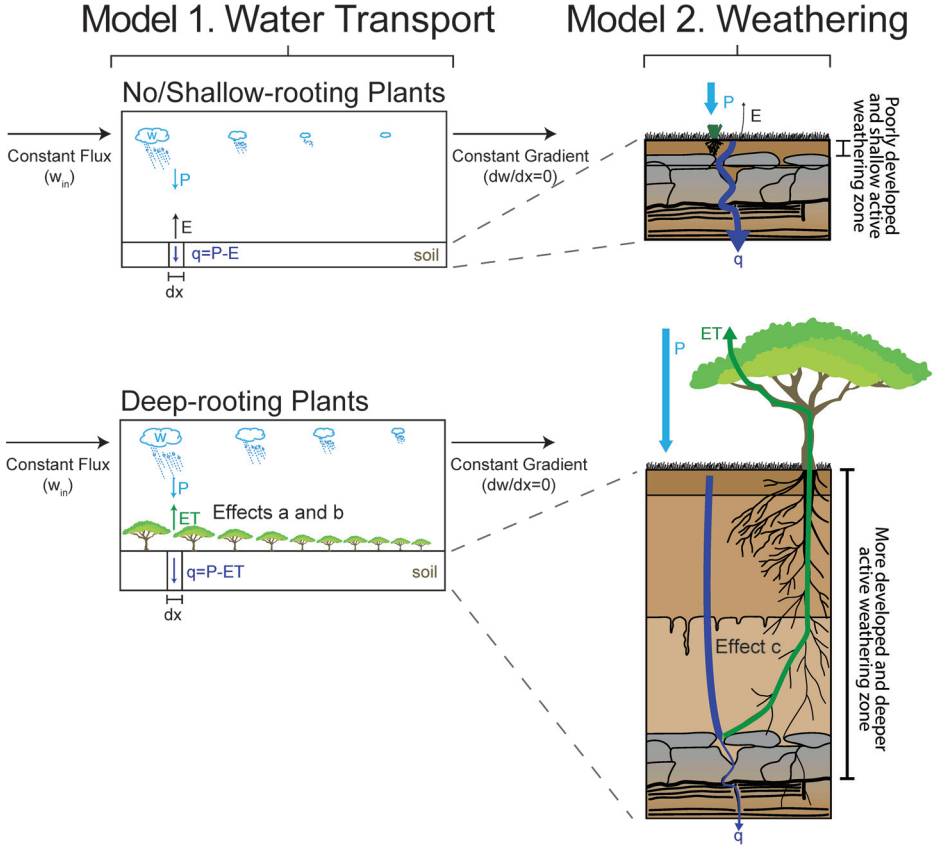 Model 1. Water Transport
Model 2. Weathering
No/Shallow-rooting Plants
Constant Flux
(w_in)
w
P
E
q=P-E
soil
dx
Constant Gradient
(dw/dx=0)
P
E
q
Poorly developed
and shallow active
weathering zone
Deep-rooting Plants
Constant Flux
(w_in)
w
P
ET
Effects a and b
q=P-ET
soil
dx
Constant Gradient
(dw/dx=0)
P
ET
Effect c
q
More developed and deeper
active weathering zone